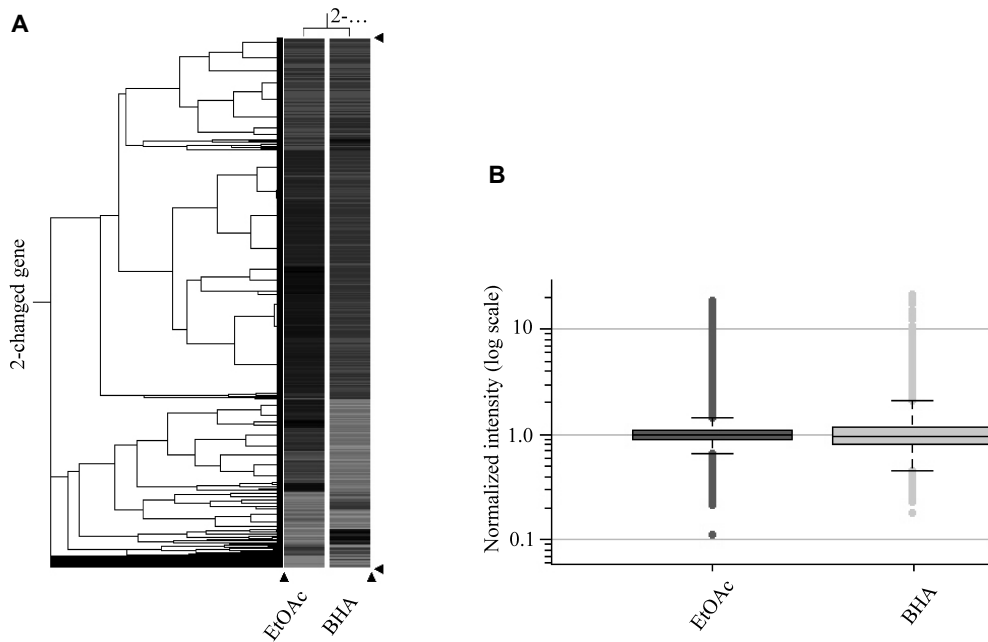 A
2-...
2-changed gene
EtOAc
BHA
B
Normalized intensity (log scale)
10
1.0
0.1
EtOAc
BHA